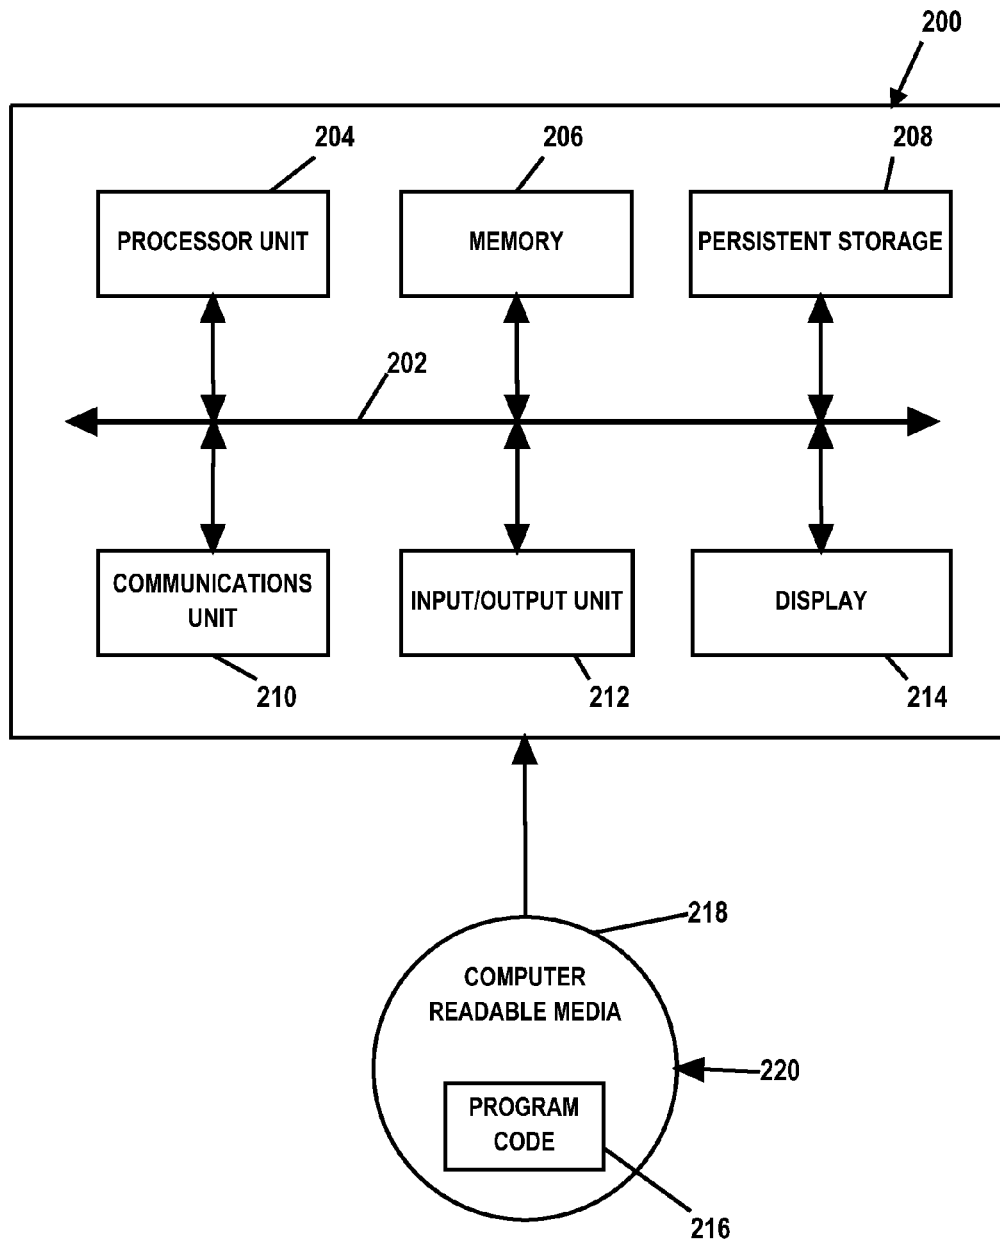 200
204
206
208
PROCESSOR UNIT
MEMORY
PERSISTENT STORAGE
202
COMMUNICATIONS
UNIT
INPUT/OUTPUT UNIT
DISPLAY
210
212
214
218
COMPUTER
READABLE MEDIA
220
PROGRAM
CODE
216